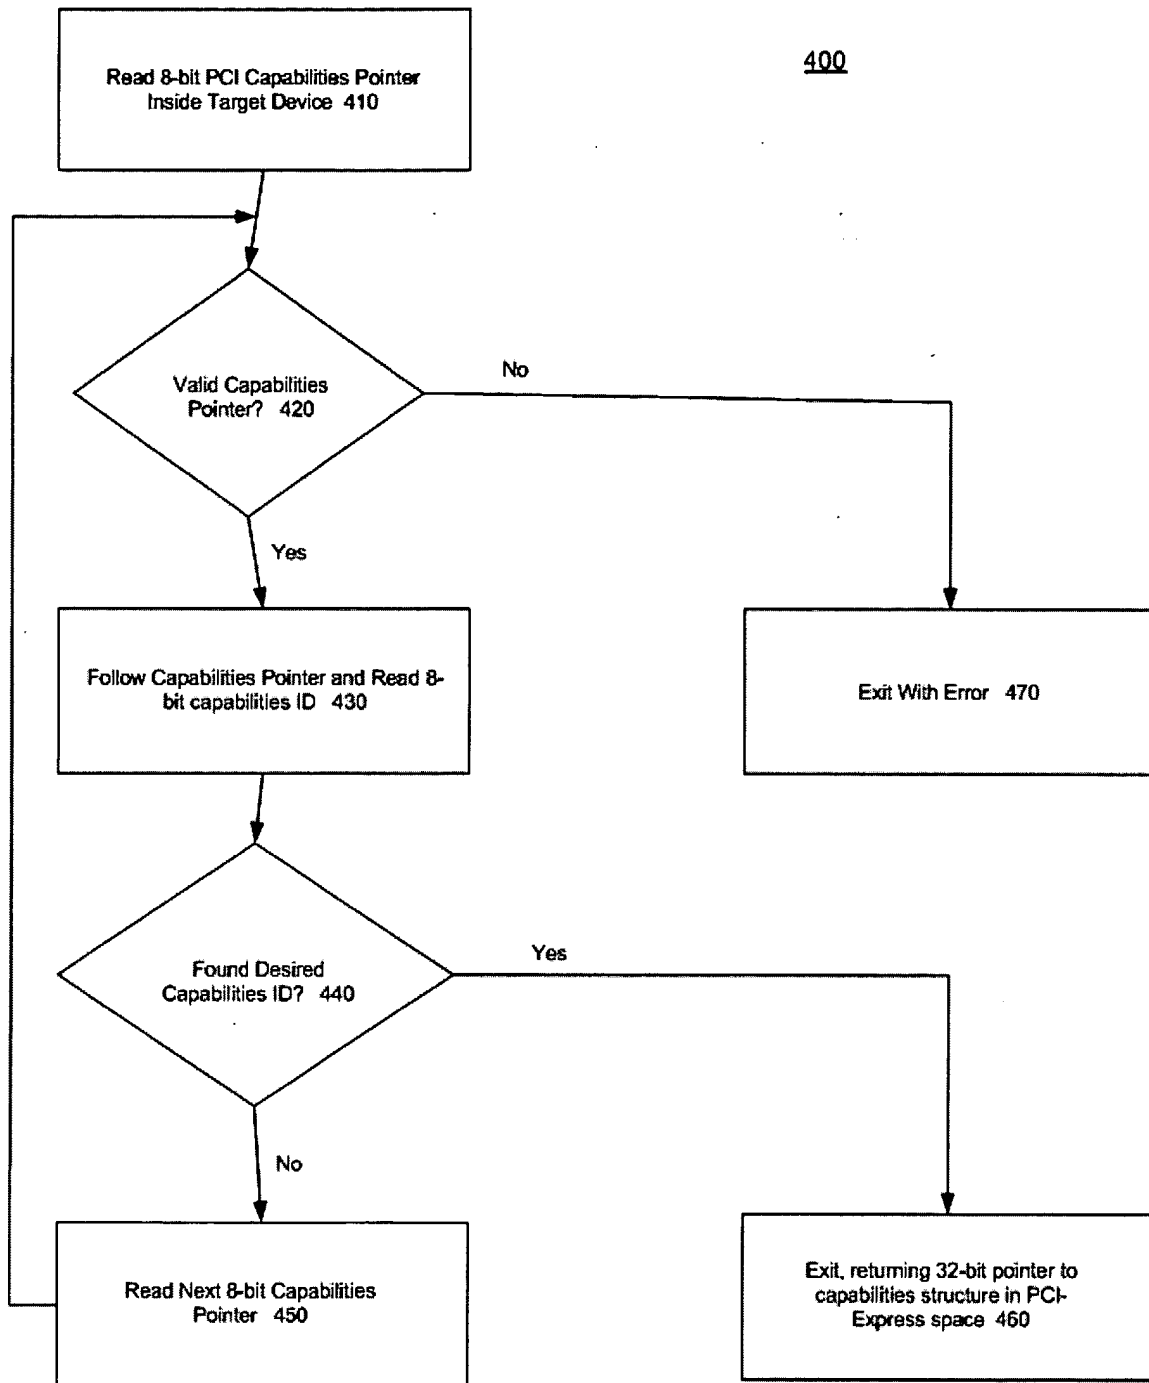 400
Read 8-bit PCI Capabilities Pointer
Inside Target Device 410
Valid Capabilities
Pointer? 420
No
Yes
Follow Capabilities Pointer and Read 8-
bit capabilities ID 430
Exit With Error 470
Found Desired
Capabilities ID? 440
Yes
No
Read Next 8-bit Capabilities
Pointer 450
Exit, returning 32-bit pointer to
capabilities structure in PCI-
Express space 460